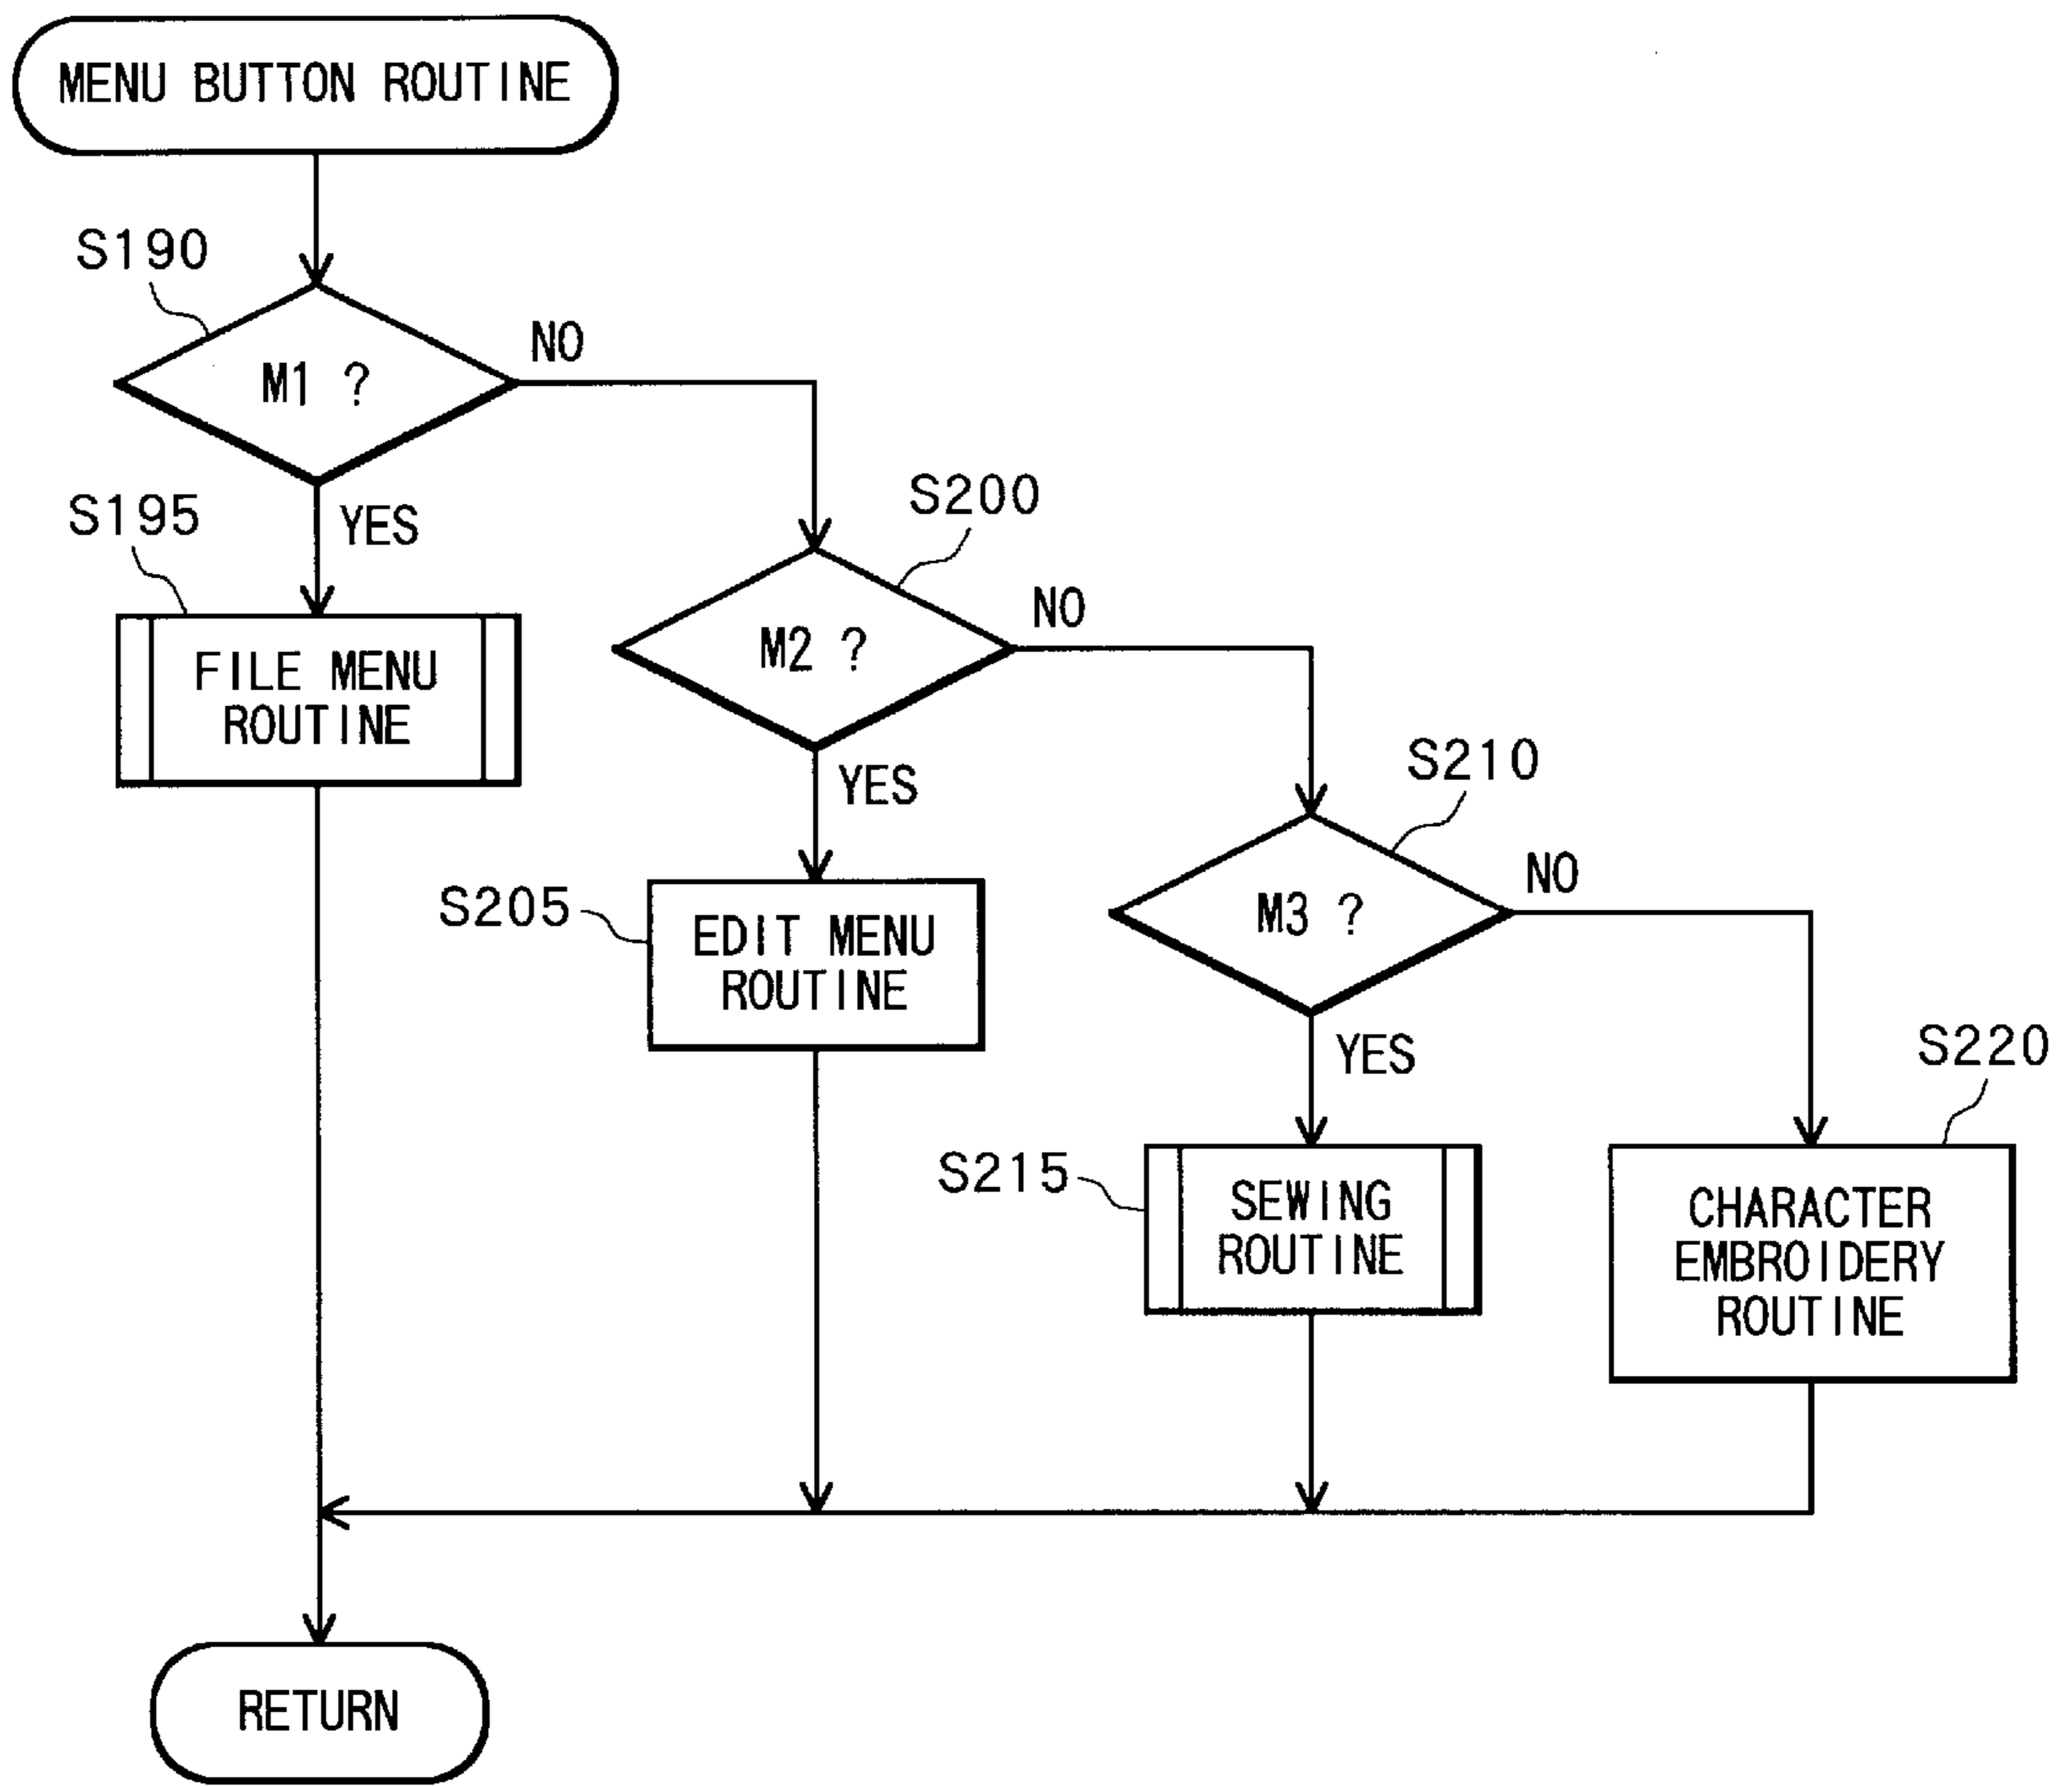 MENU BUTTON ROUTINE
S190
M1 ?
NO
YES
S195
FILE MENU
ROUTINE
S200
M2 ?
NO
YES
S205
EDIT MENU
ROUTINE
S210
M3 ?
NO
YES
S215
SEWING
ROUTINE
S220
CHARACTER
EMBROIDERY
ROUTINE
RETURN